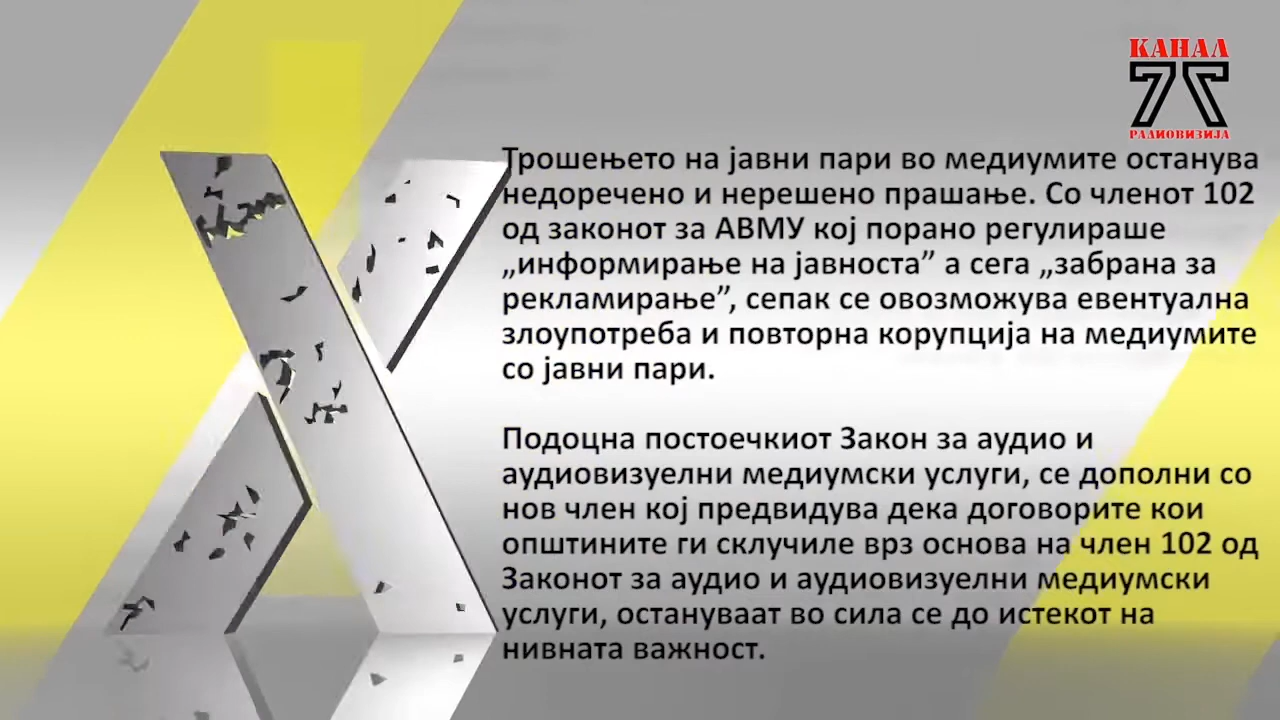 КАНАЛ
77
РАДИОВИЗИЈА
Трошењето на јавни пари во медиумите останува
недоречено и нерешено прашање. Со членот 102
од законот за АВМУ кој порано регулираше
„информирање на јавноста” а сега „забрана за
рекламирање”, сепак се овозможува евентуална
злоупотреба и повторна корупција на медиумите
со јавни пари.
Подоцна постоечкиот Закон за аудио и
аудиовизуелни медиумски услуги, се дополни со
нов член кој предвидува дека договорите кои
општините ги склучиле врз основа на член 102 од
Законот за аудио и аудиовизуелни медиумски
услуги, остануваат во сила се до истекот на
нивната важност.